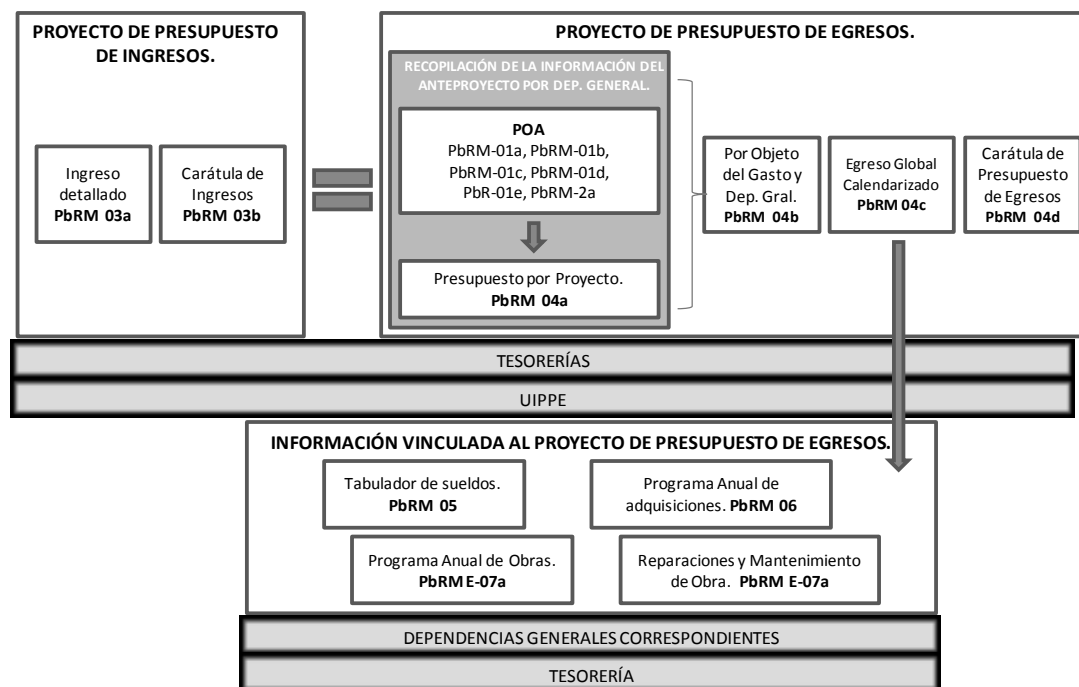 PROYECTO DE PRESUPUESTO
DE INGRESOS.
Ingreso
detallado
PbRM 03a
Carátula de
Ingresos
PbRM 03b
PROYECTO DE PRESUPUESTO DE EGRESOS.
RECOPILACIÓN DE LA INFORMACIÓN DEL
ANTEPROYECTO POR DEP. GENERAL.
POA
PbRM-01a, PbRM-01b,
PbRM-01c, PbRM-01d,
PbR-01e, PbRM-2a
Presupuesto por Proyecto.
PbRM 04a
Por Objeto
del Gasto y
Dep. Gral.
PbRM 04b
Egreso Global
Calendarizado
PbRM 04c
Carátula de
Presupuesto
de Egresos
PbRM 04d
TESORERÍAS
UIPPE
INFORMACIÓN VINCULADA AL PROYECTO DE PRESUPUESTO DE EGRESOS.
Tabulador de sueldos.
PbRM 05
Programa Anual de
adquisiciones. PbRM 06
Programa Anual de Obras.
PbRM E-07a
Reparaciones y Mantenimiento
de Obra. PbRM E-07a
DEPENDENCIAS GENERALES CORRESPONDIENTES
TESORERÍA